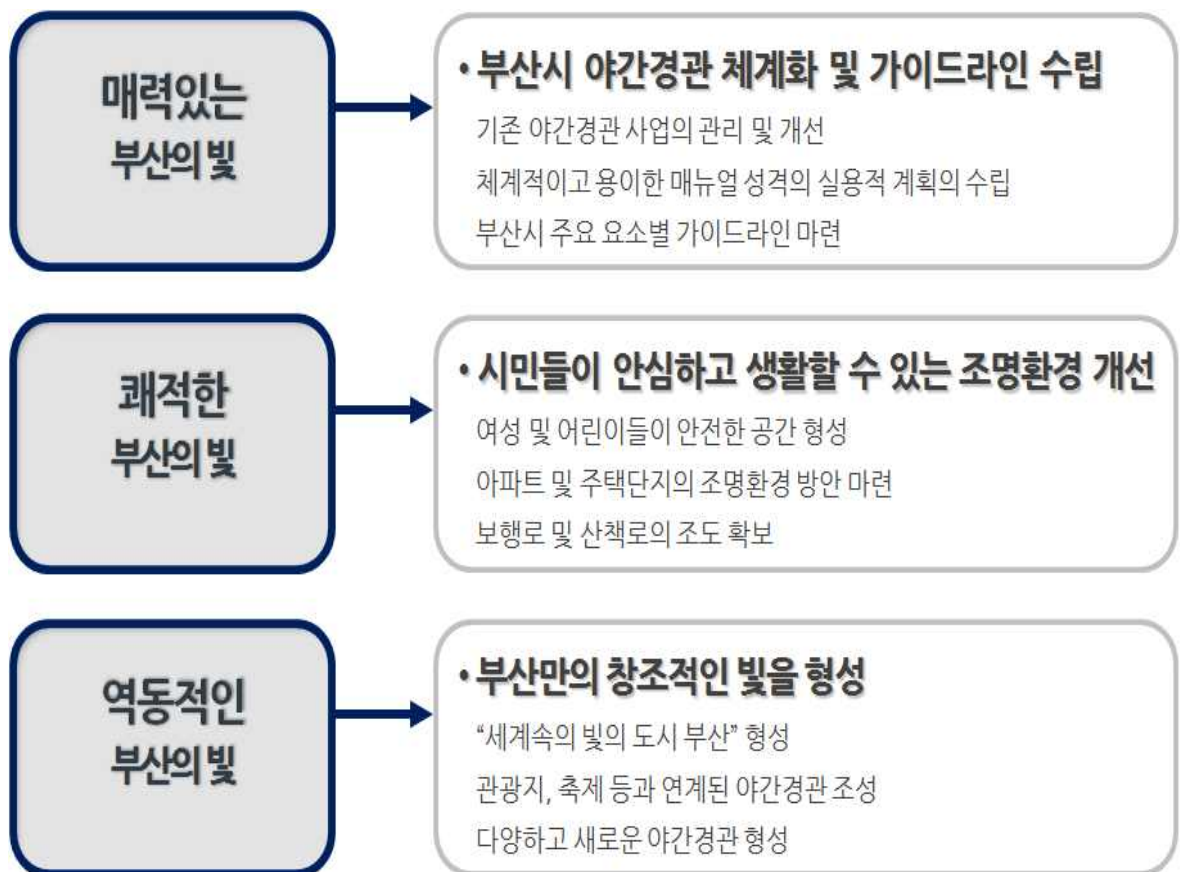 매력있는
부산의 빛
• 부산시 야간경관 체계화 및 가이드라인 수립
기존 야간경관 사업의 관리 및 개선
체계적이고 용이한 매뉴얼 성격의 실용적 계획의 수립
부산시 주요 요소별 가이드라인 마련
쾌적한
부산의 빛
• 시민들이 안심하고 생활할 수 있는 조명환경 개선
여성 및 어린이들이 안전한 공간 형성
아파트 및 주택단지의 조명환경 방안 마련
보행로 및 산책로의 조도 확보
역동적인
부산의 빛
• 부산만의 창조적인 빛을 형성
“세계속의 빛의 도시 부산” 형성
관광지, 축제 등과 연계된 야간경관 조성
다양하고 새로운 야간경관 형성